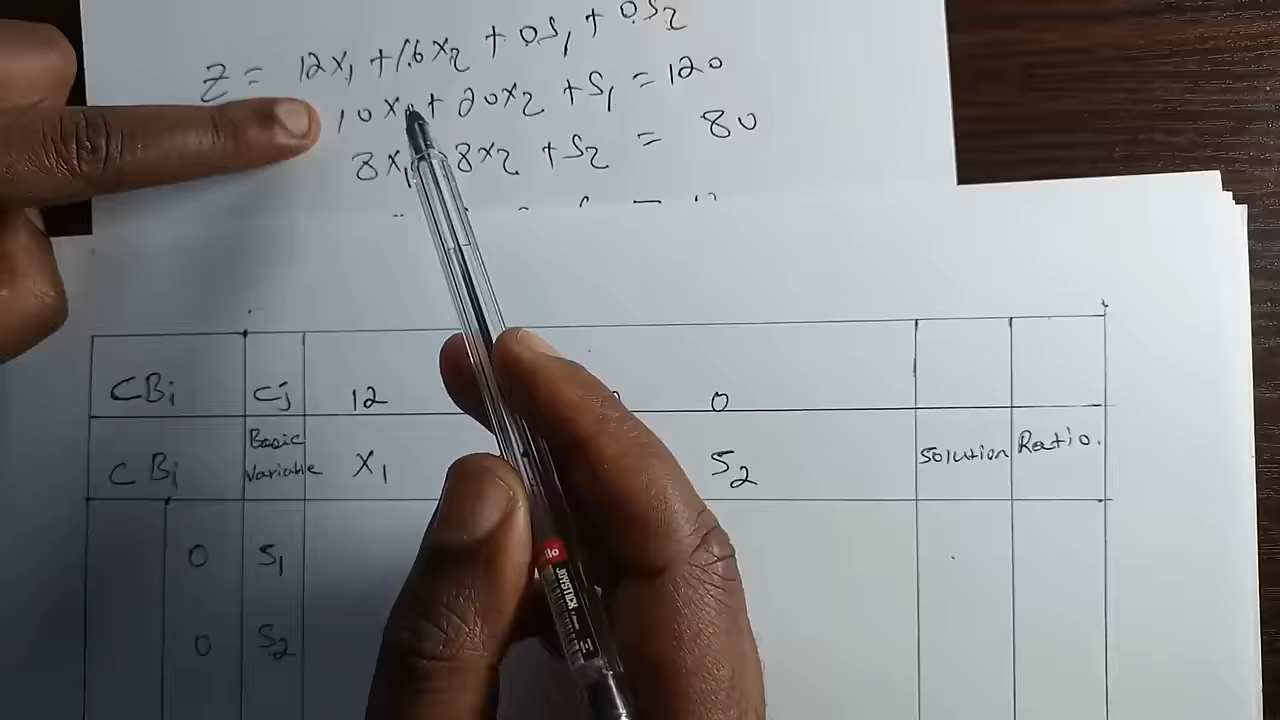 Z = 12x₁ + 16x₂ + 0S₁ + 0S₂
10x₁ + 20x₂ + S₁ = 120
8x₁ 8x₂ + S₂ = 80
CBi Cj 12 0
CBi Basic Variable X₁ S₂ Solution Ratio.
0 S₁
0 S₂
JOYSTICK